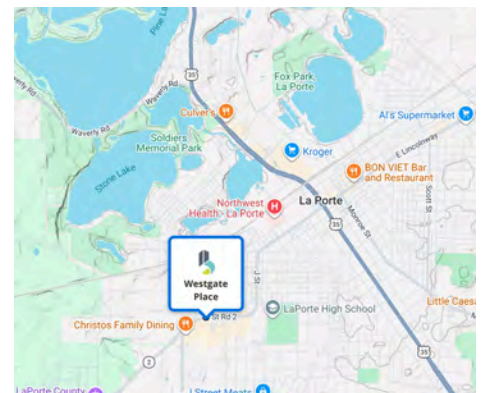 Pine L
35
Fox Park
La Porte
Waverly Rd
Culver's
Al's Supermarket
Waverly Rd
Soldiers
Memorial Park
Kroger
E Lincolnway
BON VIET Bar
and Restaurant
Stone Lake
Northwest
Health - La Porte
La Porte
Scott St
Monroe St
35
Westgate
Place
J St
LaPorte High School
Little Caesa
St Rd 2
Christos Family Dining
2
35
LaPorte County
I Street Meats